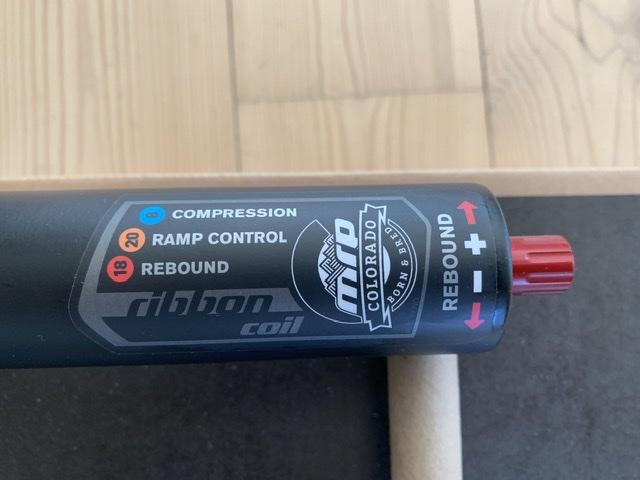 8 COMPRESSION
20 RAMP CONTROL
18 REBOUND
ribbon
coil
mrp
COLORADO
BORN & BRED
REBOUND
- +